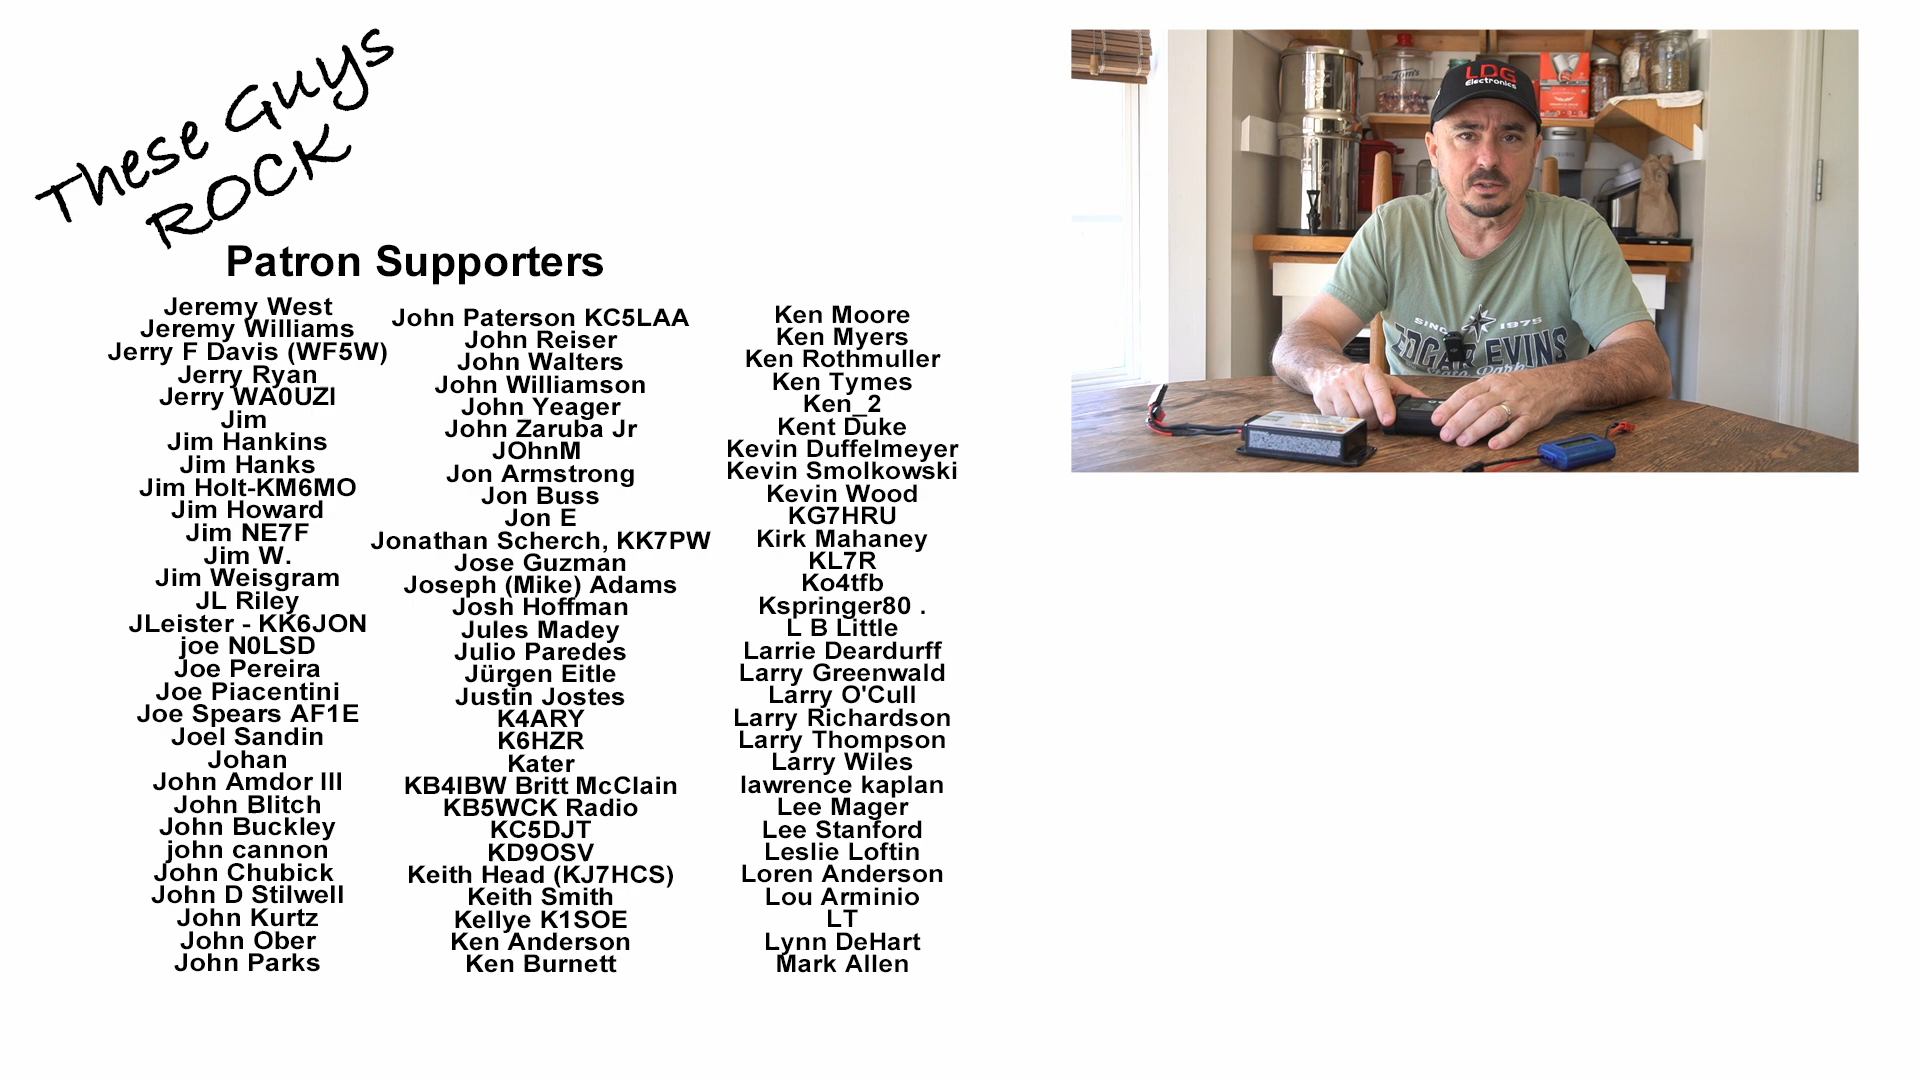 These Guys
ROCK
Patron Supporters
Jeremy West
Jeremy Williams
Jerry F Davis (WF5W)
Jerry Ryan
Jerry WA0UZI
Jim
Jim Hankins
Jim Hanks
Jim Holt-KM6MO
Jim Howard
Jim NE7F
Jim W.
Jim Weisgram
JL Riley
JLeister - KK6JON
joe N0LSD
Joe Pereira
Joe Piacentini
Joe Spears AF1E
Joel Sandin
Johan
John Amdor III
John Blitch
John Buckley
john cannon
John Chubick
John D Stilwell
John Kurtz
John Ober
John Parks
John Paterson KC5LAA
John Reiser
John Walters
John Williamson
John Yeager
John Zaruba Jr
JOhnM
Jon Armstrong
Jon Buss
Jon E
Jonathan Scherch, KK7PW
Jose Guzman
Joseph (Mike) Adams
Josh Hoffman
Jules Madey
Julio Paredes
Jürgen Eitle
Justin Jostes
K4ARY
K6HZR
Kater
KB4IBW Britt McClain
KB5WCK Radio
KC5DJT
KD9OSV
Keith Head (KJ7HCS)
Keith Smith
Kellye K1SOE
Ken Anderson
Ken Burnett
Ken Moore
Ken Myers
Ken Rothmuller
Ken Tymes
Ken_2
Kent Duke
Kevin Duffelmeyer
Kevin Smolkowski
Kevin Wood
KG7HRU
Kirk Mahaney
KL7R
Ko4tfb
Kspringer80 .
L B Little
Larrie Deardurff
Larry Greenwald
Larry O'Cull
Larry Richardson
Larry Thompson
Larry Wiles
lawrence kaplan
Lee Mager
Lee Stanford
Leslie Loftin
Loren Anderson
Lou Arminio
LT
Lynn DeHart
Mark Allen
Tom's
LDG
Electronics
SINCE 1975
EDGAR EVINS
State Park